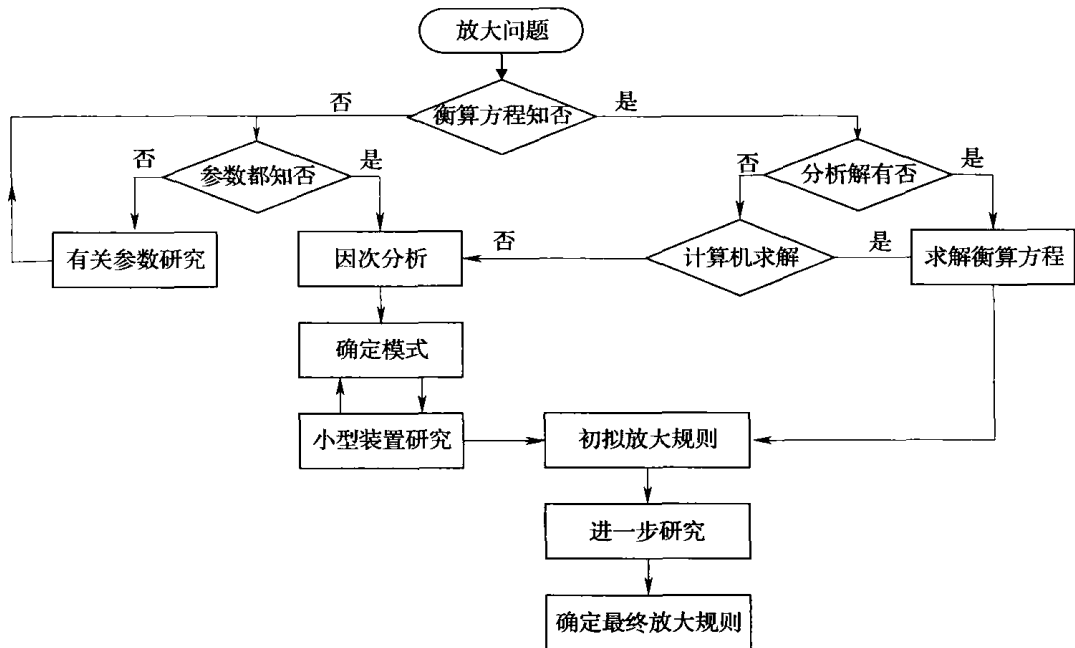 放大问题
否
衡算方程知否
是
否
参数都知否
是
否
分析解有否
是
有关参数研究
因次分析
否
计算机求解
是
求解衡算方程
确定模式
小型装置研究
初拟放大规则
进一步研究
确定最终放大规则